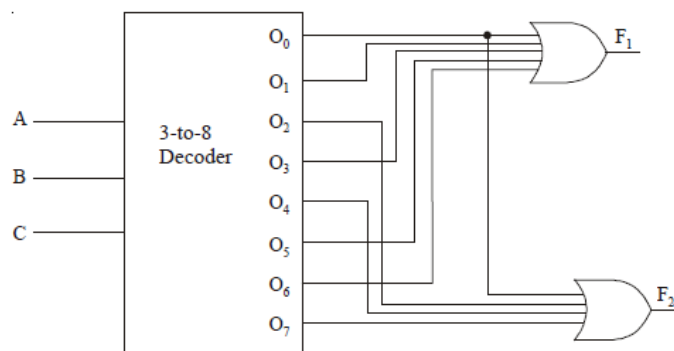 O₀
F₁
O₁
A
O₂
3-to-8
Decoder
O₃
B
O₄
C
O₅
O₆
F₂
O₇